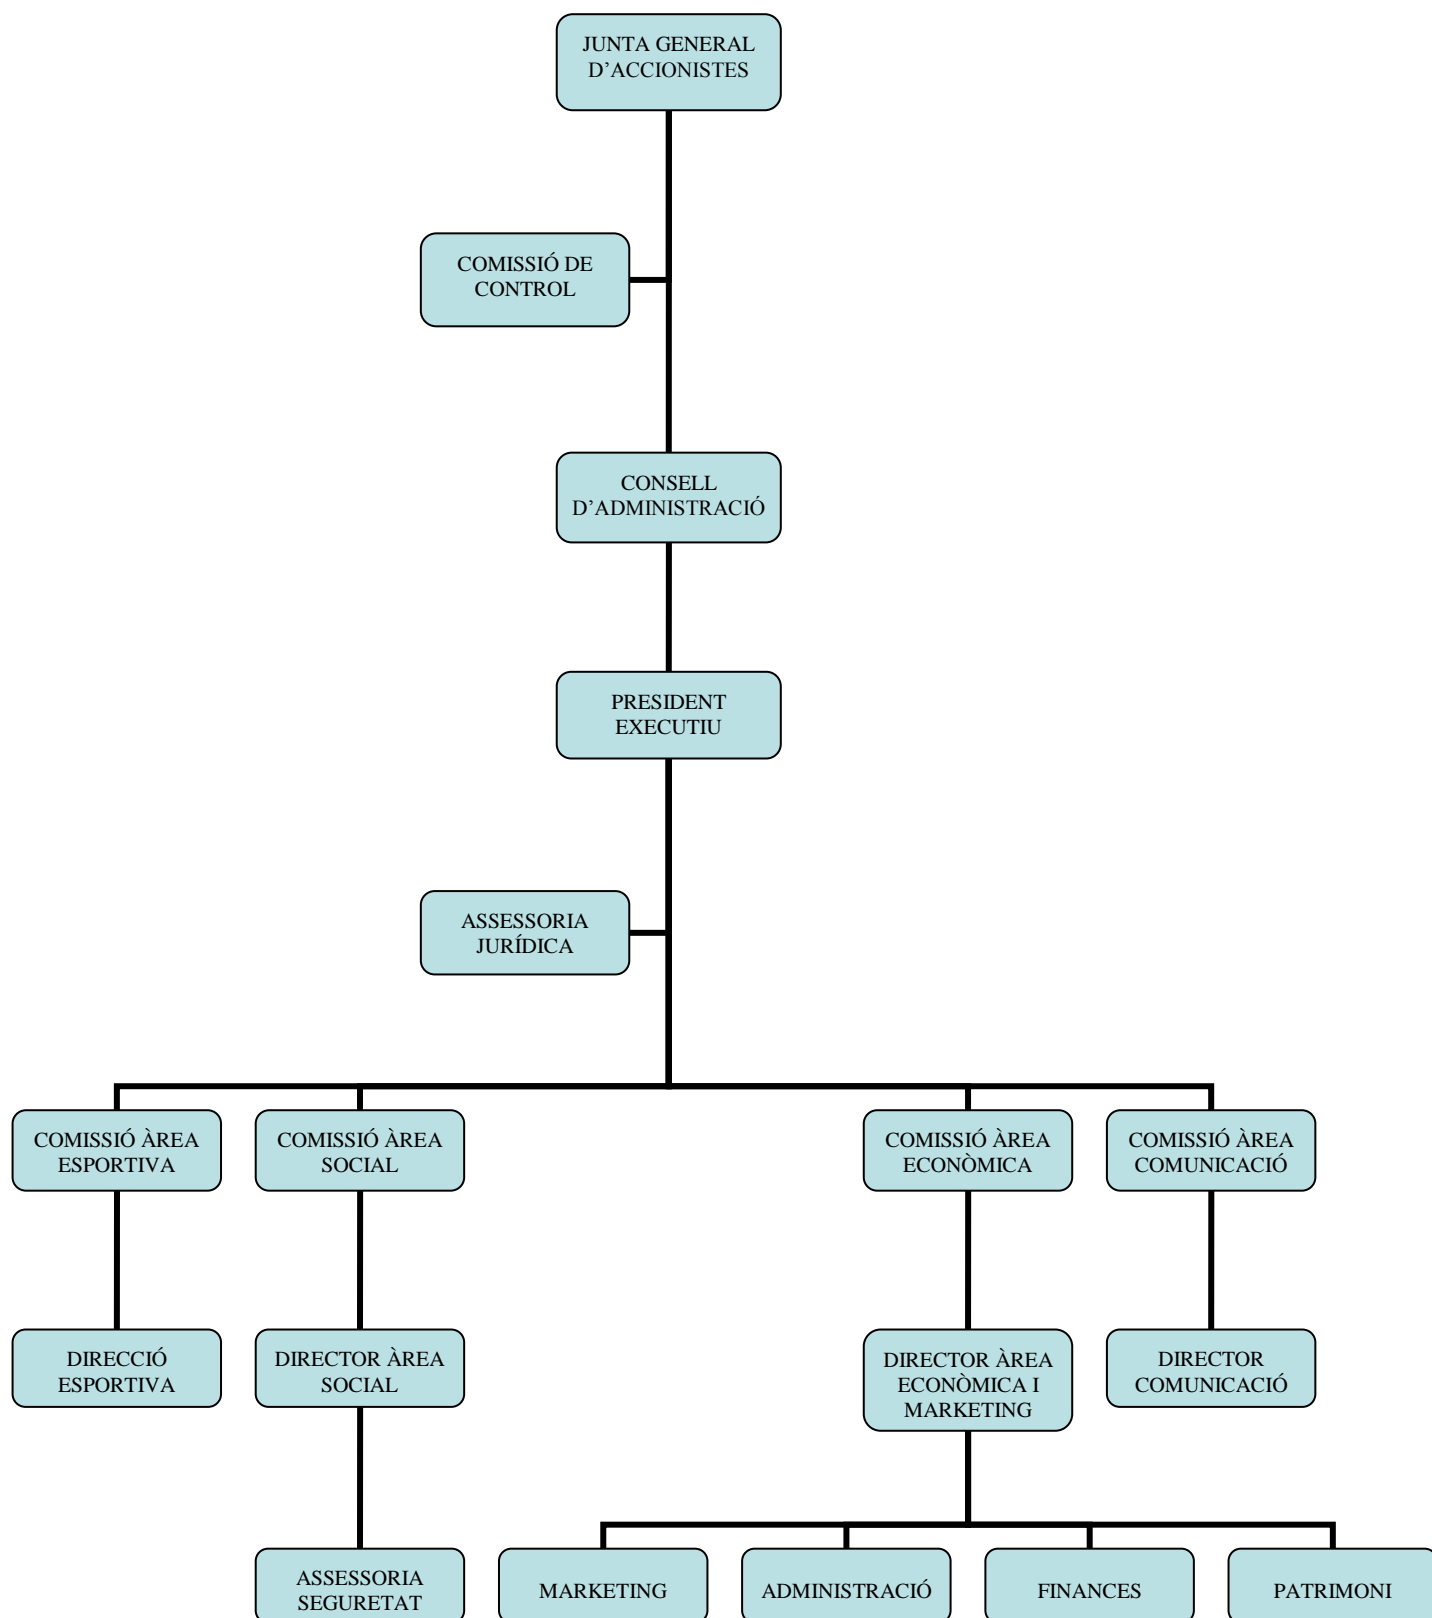 JUNTA GENERAL
D’ACCIONISTES
COMISSIÓ DE
CONTROL
CONSELL
D’ADMINISTRACIÓ
PRESIDENT
EXECUTIU
ASSESSORIA
JURÍDICA
COMISSIÓ ÀREA
ESPORTIVA
COMISSIÓ ÀREA
SOCIAL
COMISSIÓ ÀREA
ECONÒMICA
COMISSIÓ ÀREA
COMUNICACIÓ
DIRECCIÓ
ESPORTIVA
DIRECTOR ÀREA
SOCIAL
DIRECTOR ÀREA
ECONÒMICA I
MARKETING
DIRECTOR
COMUNICACIÓ
ASSESSORIA
SEGURETAT
MARKETING
ADMINISTRACIÓ
FINANCES
PATRIMONI